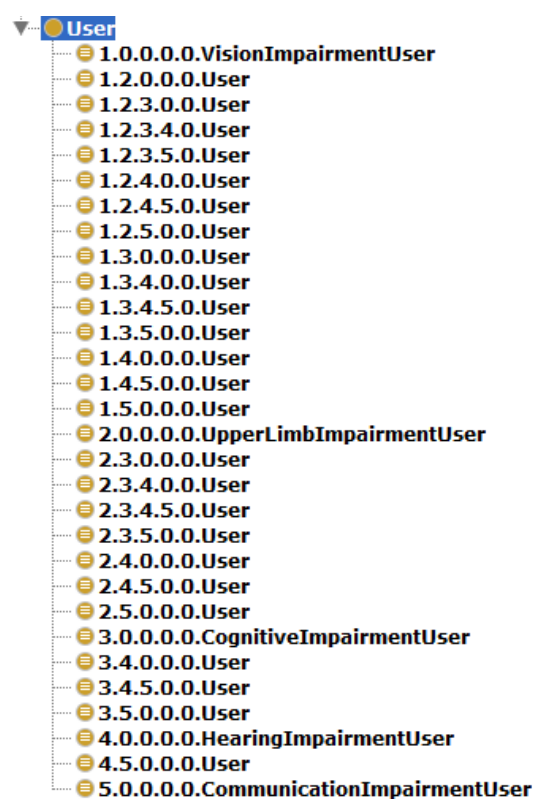 User
1.0.0.0.0.VisionImpairmentUser
1.2.0.0.0.User
1.2.3.0.0.User
1.2.3.4.0.User
1.2.3.5.0.User
1.2.4.0.0.User
1.2.4.5.0.User
1.2.5.0.0.User
1.3.0.0.0.User
1.3.4.0.0.User
1.3.4.5.0.User
1.3.5.0.0.User
1.4.0.0.0.User
1.4.5.0.0.User
1.5.0.0.0.User
2.0.0.0.0.UpperLimbImpairmentUser
2.3.0.0.0.User
2.3.4.0.0.User
2.3.4.5.0.User
2.3.5.0.0.User
2.4.0.0.0.User
2.4.5.0.0.User
2.5.0.0.0.User
3.0.0.0.0.CognitiveImpairmentUser
3.4.0.0.0.User
3.4.5.0.0.User
3.5.0.0.0.User
4.0.0.0.0.HearingImpairmentUser
4.5.0.0.0.User
5.0.0.0.0.CommunicationImpairmentUser